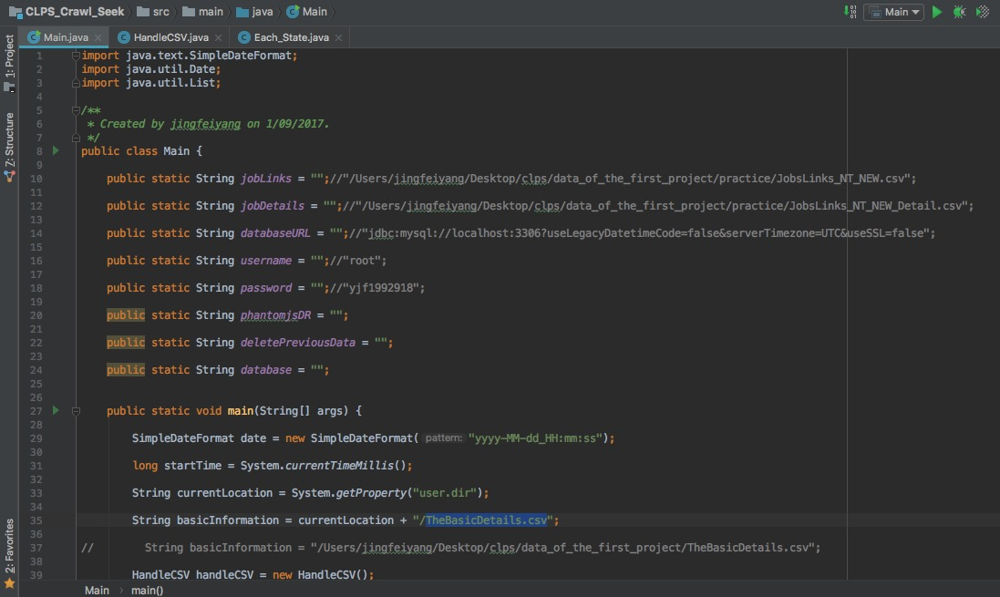 CLPS_Crawl_Seek src main java Main Main
Main.java HandleCSV.java Each_State.java
1: Project
7: Structure
2: Favorites
1 import java.text.SimpleDateFormat;
2 import java.util.Date;
3 import java.util.List;
4
5 /**
6 * Created by jingfeiyang on 1/09/2017.
7 */
8 public class Main {
9
10 public static String jobLinks = "";//"/Users/jingfeiyang/Desktop/clps/data_of_the_first_project/practice/JobsLinks_NT_NEW.csv";
11
12 public static String jobDetails = "";//"/Users/jingfeiyang/Desktop/clps/data_of_the_first_project/practice/JobsLinks_NT_NEW_Detail.csv";
13
14 public static String databaseURL = "";//"jdbc:mysql://localhost:3306?useLegacyDatetimeCode=false&serverTimezone=UTC&useSSL=false";
15
16 public static String username = "";//"root";
17
18 public static String password = "";//"yjf1992918";
19
20 public static String phantomjsDR = "";
21
22 public static String deletePreviousData = "";
23
24 public static String database = "";
25
26
27 public static void main(String[] args) {
28
29 SimpleDateFormat date = new SimpleDateFormat( pattern: "yyyy-MM-dd_HH:mm:ss");
30
31 long startTime = System.currentTimeMillis();
32
33 String currentLocation = System.getProperty("user.dir");
34
35 String basicInformation = currentLocation + "/TheBasicDetails.csv";
36
37 // String basicInformation = "/Users/jingfeiyang/Desktop/clps/data_of_the_first_project/TheBasicDetails.csv";
38
39 HandleCSV handleCSV = new HandleCSV();
Main main()